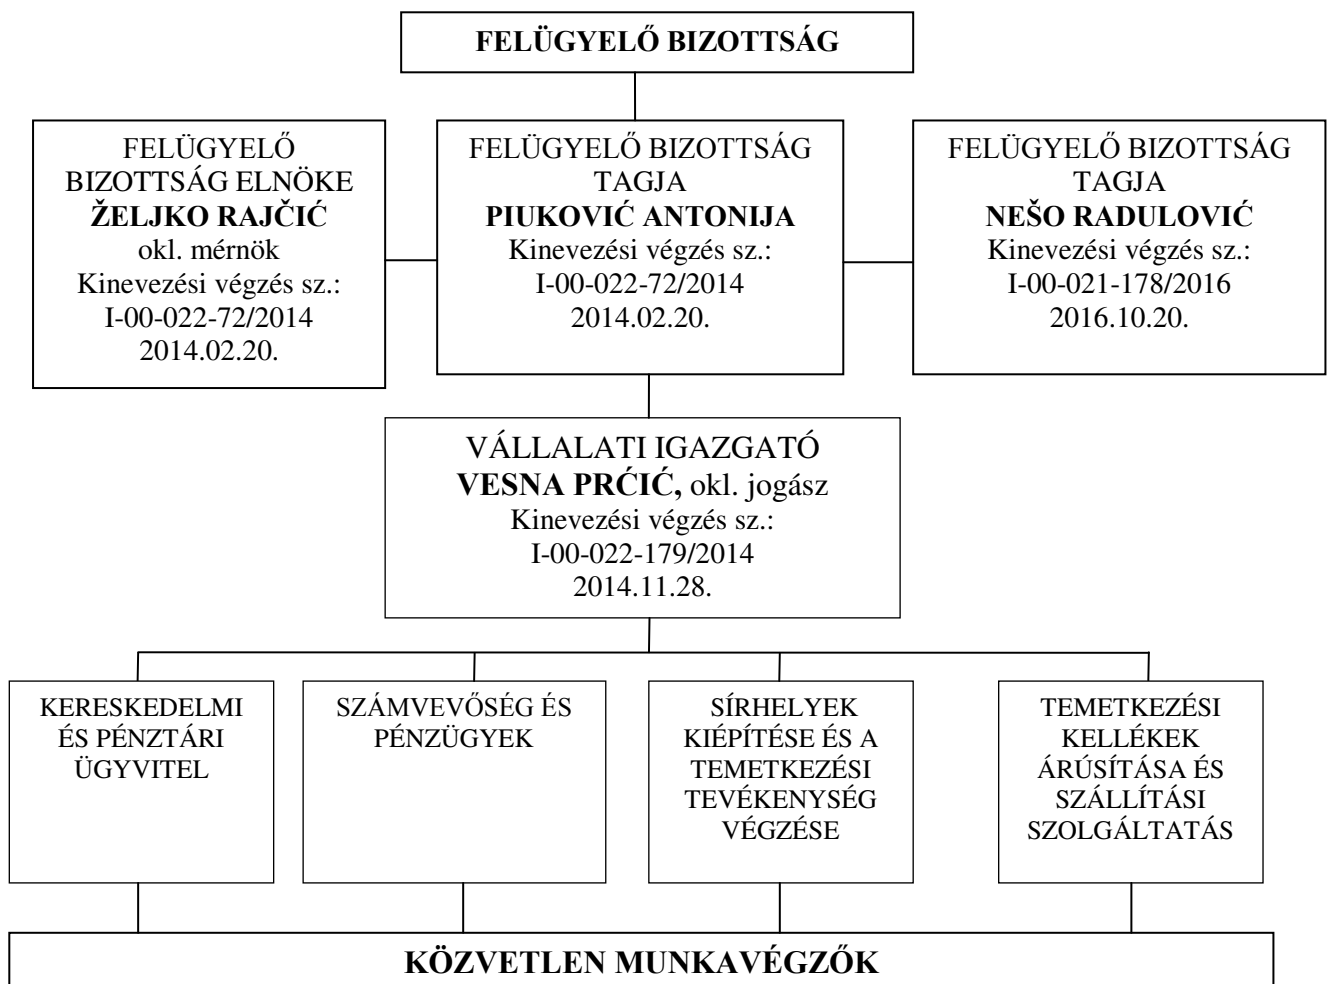 FELÜGYELŐ BIZOTTSÁG
FELÜGYELŐ
BIZOTTSÁG ELNÖKE
ŽELJKO RAJČIĆ
okl. mérnök
Kinevezési végzés sz.:
I-00-022-72/2014
2014.02.20.
FELÜGYELŐ BIZOTTSÁG
TAGJA
PIUKOVIĆ ANTONIJA
Kinevezési végzés sz.:
I-00-022-72/2014
2014.02.20.
FELÜGYELŐ BIZOTTSÁG
TAGJA
NEŠO RADULOVIĆ
Kinevezési végzés sz.:
I-00-021-178/2016
2016.10.20.
VÁLLALATI IGAZGATÓ
VESNA PRĆIĆ, okl. jogász
Kinevezési végzés sz.:
I-00-022-179/2014
2014.11.28.
KERESKEDELMI
ÉS PÉNZTÁRI
ÜGYVITEL
SZÁMVEVŐSÉG ÉS
PÉNZÜGYEK
SÍRHELYEK
KIÉPÍTÉSE ÉS A
TEMETKEZÉSI
TEVÉKENYSÉG
VÉGZÉSE
TEMETKEZÉSI
KELLÉKEK
ÁRÚSÍTÁSA ÉS
SZÁLLÍTÁSI
SZOLGÁLTATÁS
KÖZVETLEN MUNKAVÉGZŐK